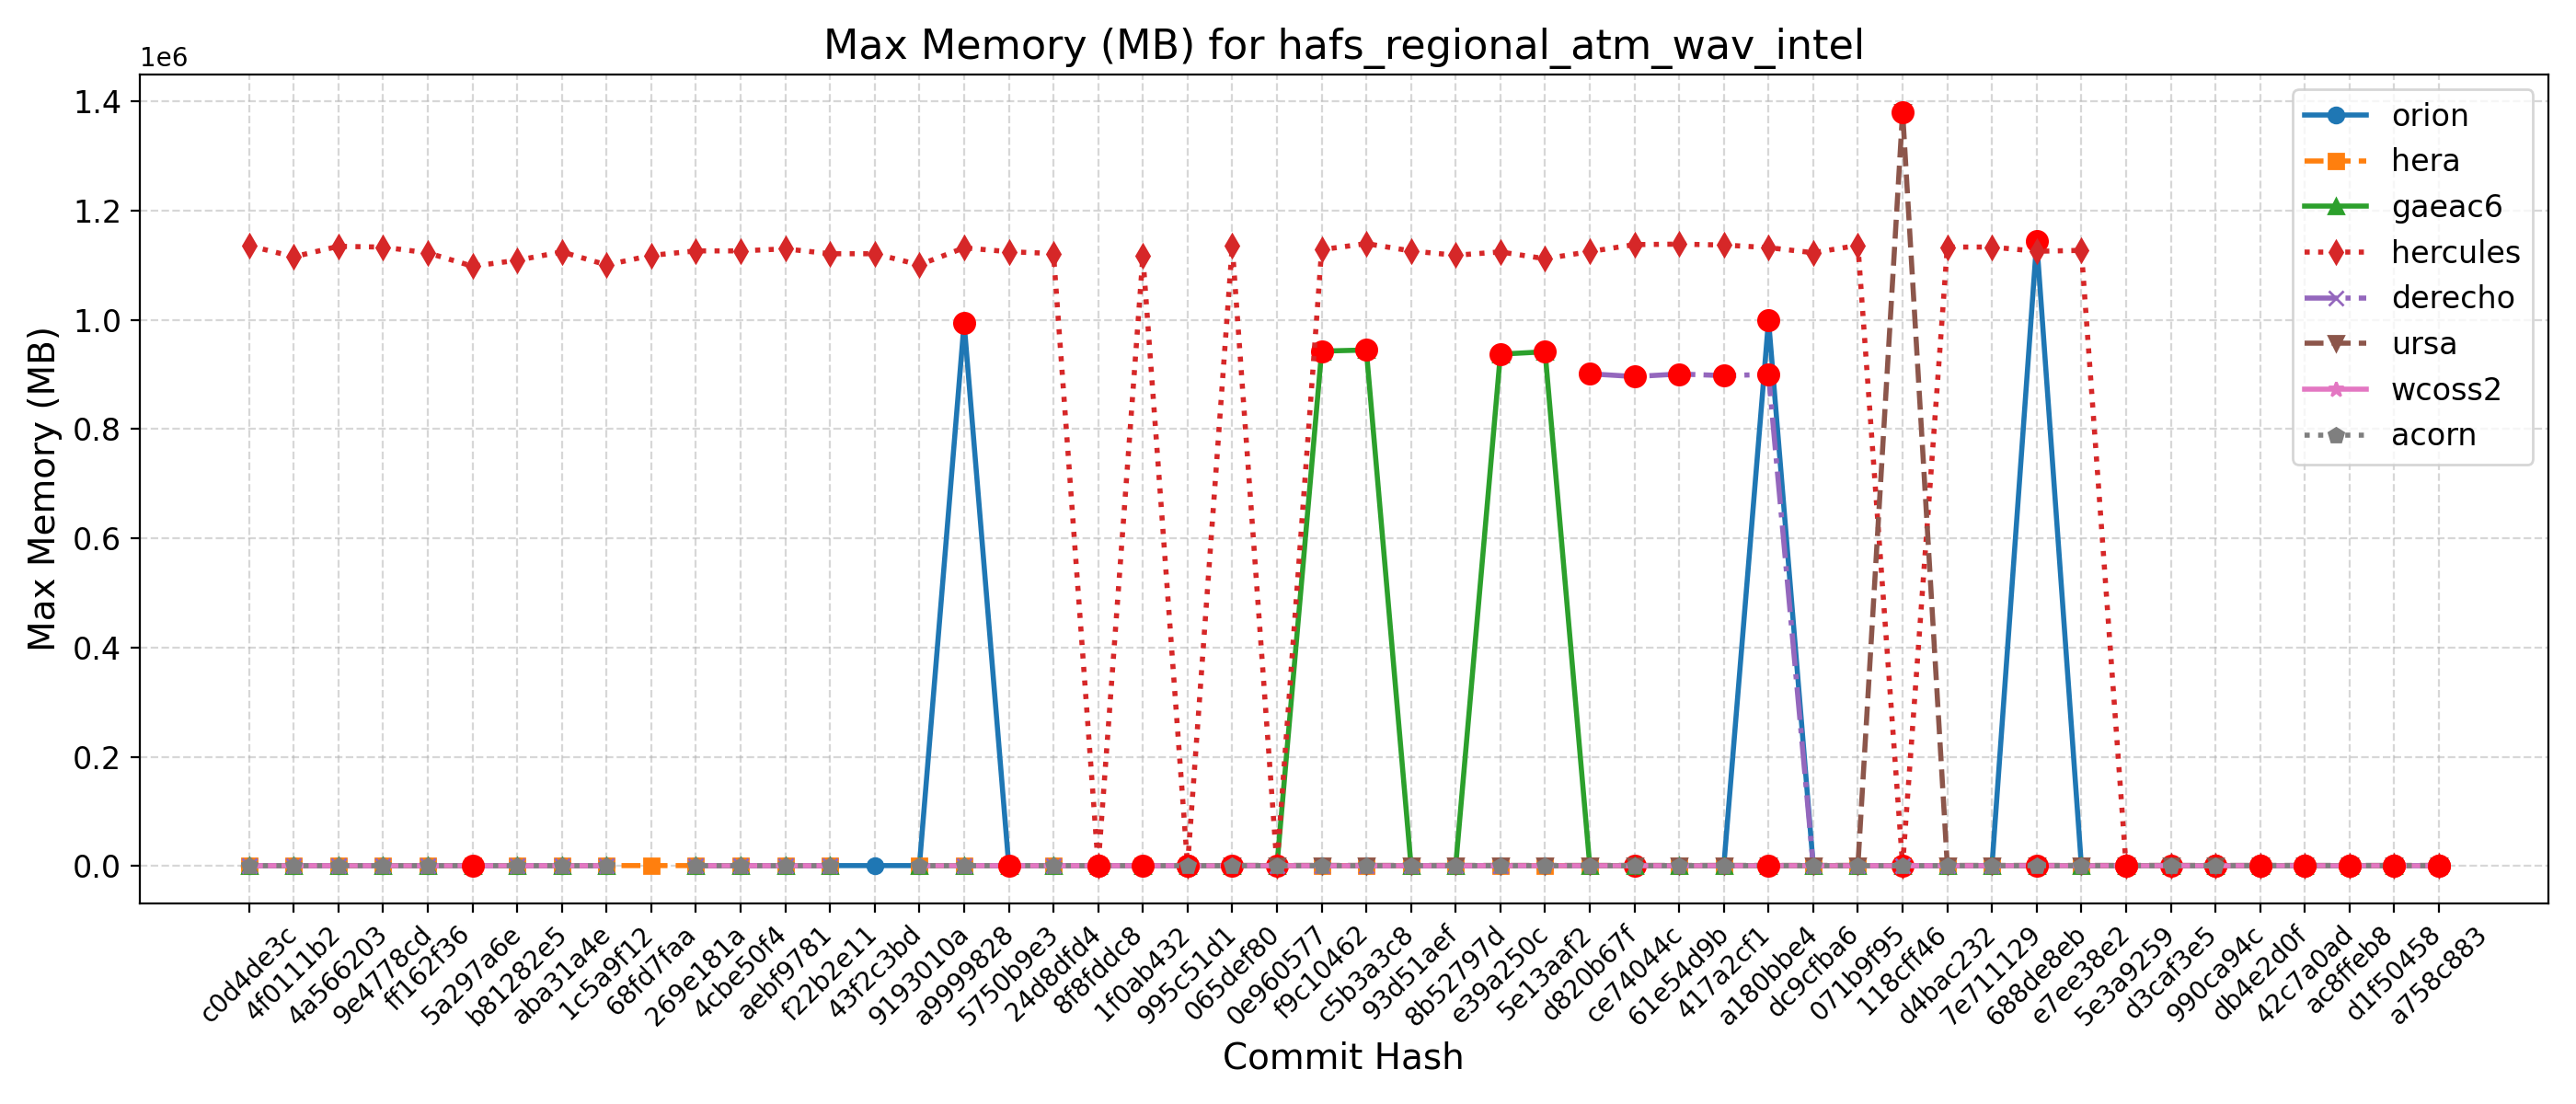 Max Memory (MB) for hafs_regional_atm_wav_intel
1e6
1.4
1.2
1.0
0.8
0.6
0.4
0.2
0.0
Max Memory (MB)
orion
hera
gaeac6
hercules
derecho
ursa
wcoss2
acorn
c0d4de3c
4f0111b2
4a566203
9e4778cd
ff162f36
5a297a6e
b81282e5
aba31a4e
1c5a9f12
68fd7faa
269e181a
4cbe50f4
aebf9781
f22b2e11
43f2c3bd
9193010a
a9999828
5750b9e3
24d8dfd4
8f8fddc8
1f0ab432
995c51d1
065def80
0e960577
f9c10462
c5b3a3c8
93d51aef
8b52797d
e39a250c
5e13aaf2
d820b67f
ce74044c
61e54d9b
417a2cf1
a180bbe4
dc9cfba6
071b9f95
118cff46
d4bac232
7e711129
688de8eb
e7ee38e2
5e3a9259
d3caf3e5
990ca94c
db4e2d0f
42c7a0ad
ac8ffeb8
d1f50458
a758c883
Commit Hash